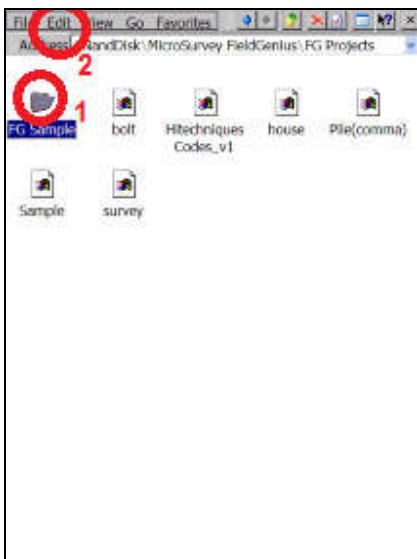 File Edit View Go Favorites
Address NandDisk\MicroSurvey FieldGenius\FG Projects
2
1
FG Sample bolt Hitechniques house Pile(comma)
Codes_v1
Sample survey